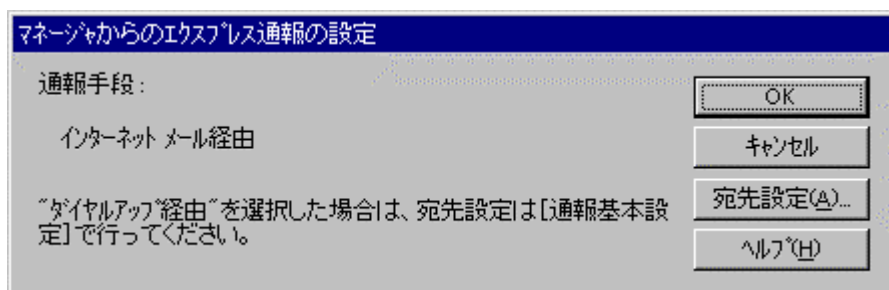 マネージャからのエクスプレス通報の設定
通報手段:
インターネット メール経由
"ダイヤルアップ経由"を選択した場合は、宛先設定は[通報基本設
定]で行ってください。
OK
キャンセル
宛先設定(A)...
ヘルプ(H)